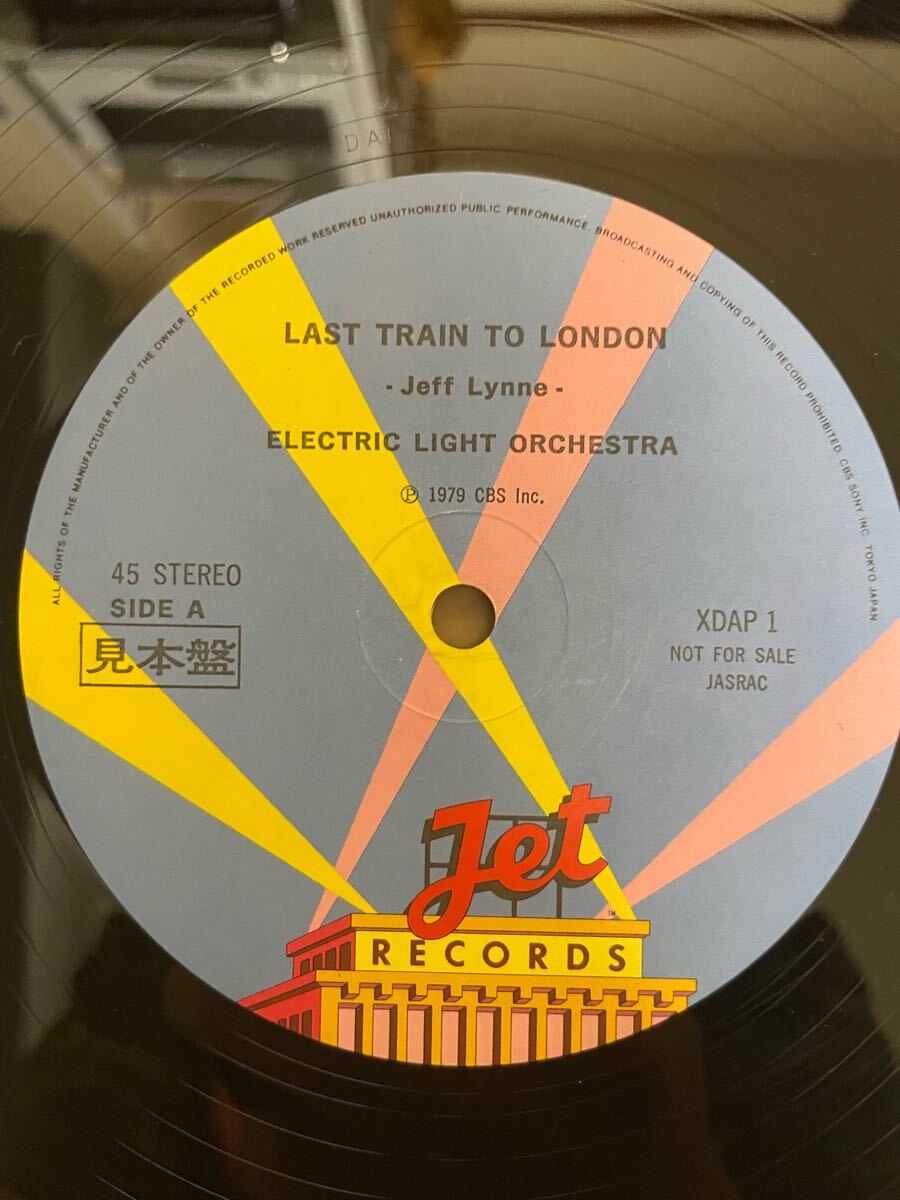 DA
ALL RIGHTS OF THE MANUFACTURER AND OF THE OWNER OF THE RECORDED WORK RESERVED UNAUTHORIZED PUBLIC PERFORMANCE, BROADCASTING AND COPYING OF THIS RECORD PROHIBITED. CBS SONY INC. TOKYO JAPAN
LAST TRAIN TO LONDON
- Jeff Lynne -
ELECTRIC LIGHT ORCHESTRA
Ⓟ 1979 CBS Inc.
45 STEREO
SIDE A
見本盤
XDAP 1
NOT FOR SALE
JASRAC
Jet
TM
RECORDS